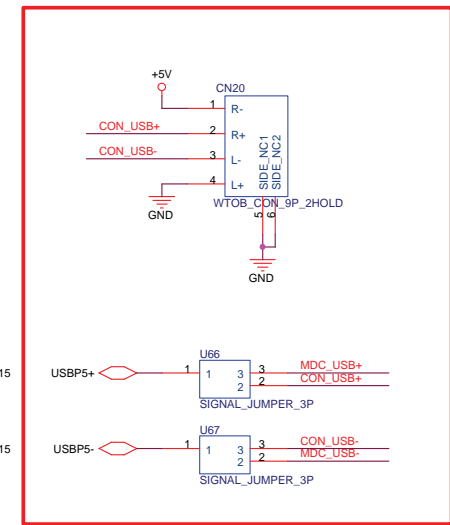 +5V
CN20
1 R-
CON_USB+ 2 R+
CON_USB- 3 L-
4 L+
SIDE_NC1
SIDE_NC2
GND
WTOB_CON_9P_2HOLD
5
6
GND
U66
15 USBP5+ 1 1 3 3 MDC_USB+
2 2 CON_USB+
SIGNAL_JUMPER_3P
U67
15 USBP5- 1 1 3 3 CON_USB-
2 2 MDC_USB-
SIGNAL_JUMPER_3P